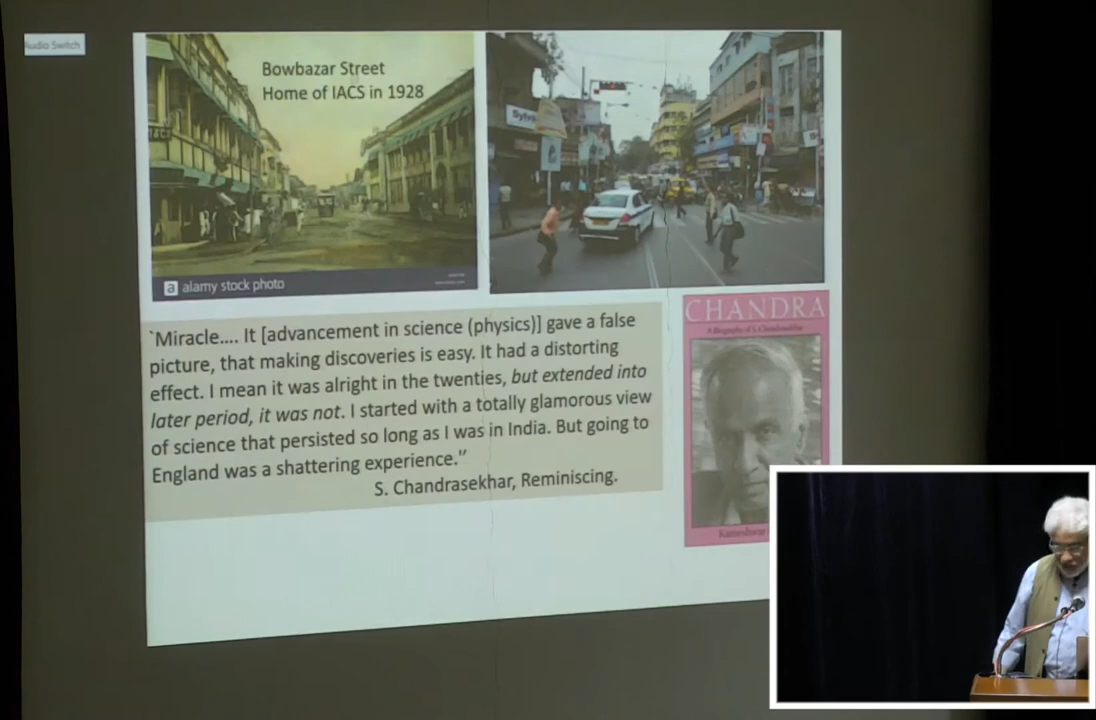 Audio Switch
Bowbazar Street
Home of IACS in 1928
a alamy stock photo
`Miracle.... It [advancement in science (physics)] gave a false
picture, that making discoveries is easy. It had a distorting
effect. I mean it was alright in the twenties, but extended into
later period, it was not. I started with a totally glamorous view
of science that persisted so long as I was in India. But going to
England was a shattering experience."
S. Chandrasekhar, Reminiscing.
CHANDRA
A Biography of S. Chandrasekhar